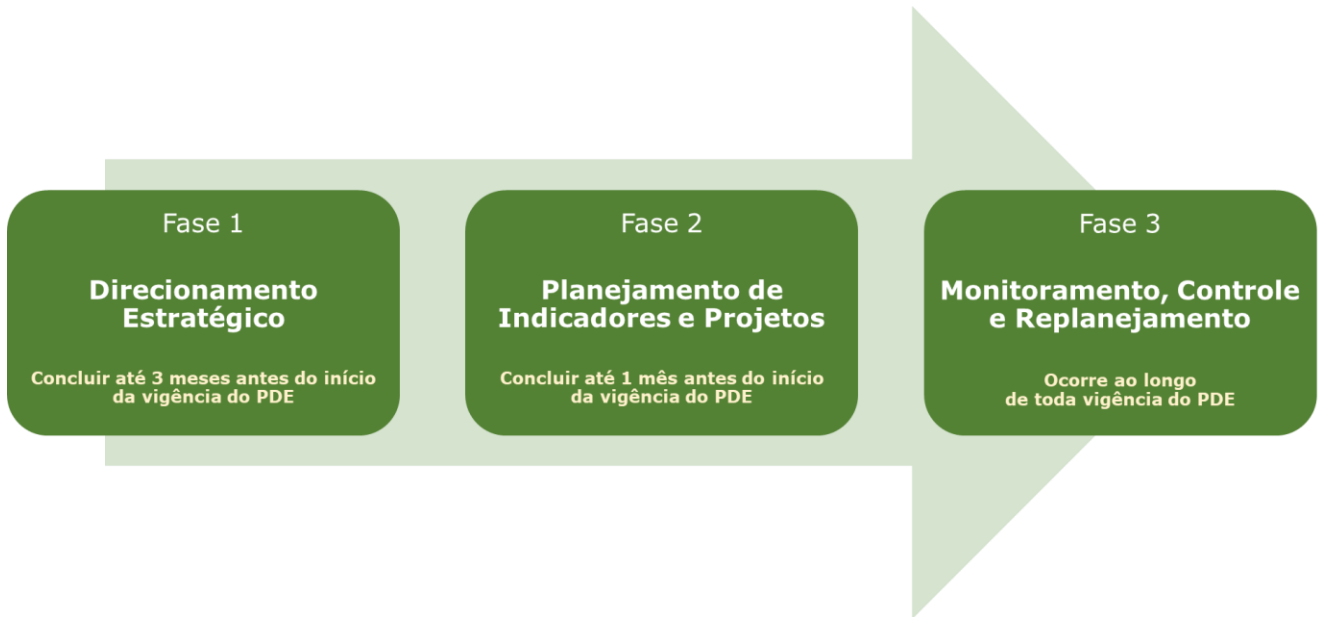 Fase 1
Direcionamento
Estratégico
Concluir até 3 meses antes do início
da vigência do PDE
Fase 2
Planejamento de
Indicadores e Projetos
Concluir até 1 mês antes do início
da vigência do PDE
Fase 3
Monitoramento, Controle
e Replanejamento
Ocorre ao longo
de toda vigência do PDE